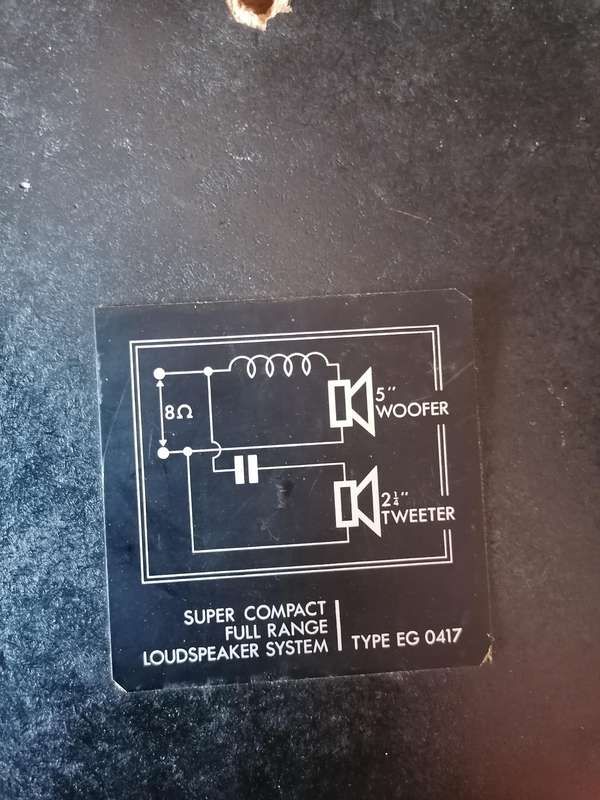 8Ω
5" WOOFER
2¼" TWEETER
SUPER COMPACT
FULL RANGE
LOUDSPEAKER SYSTEM
TYPE EG 0417